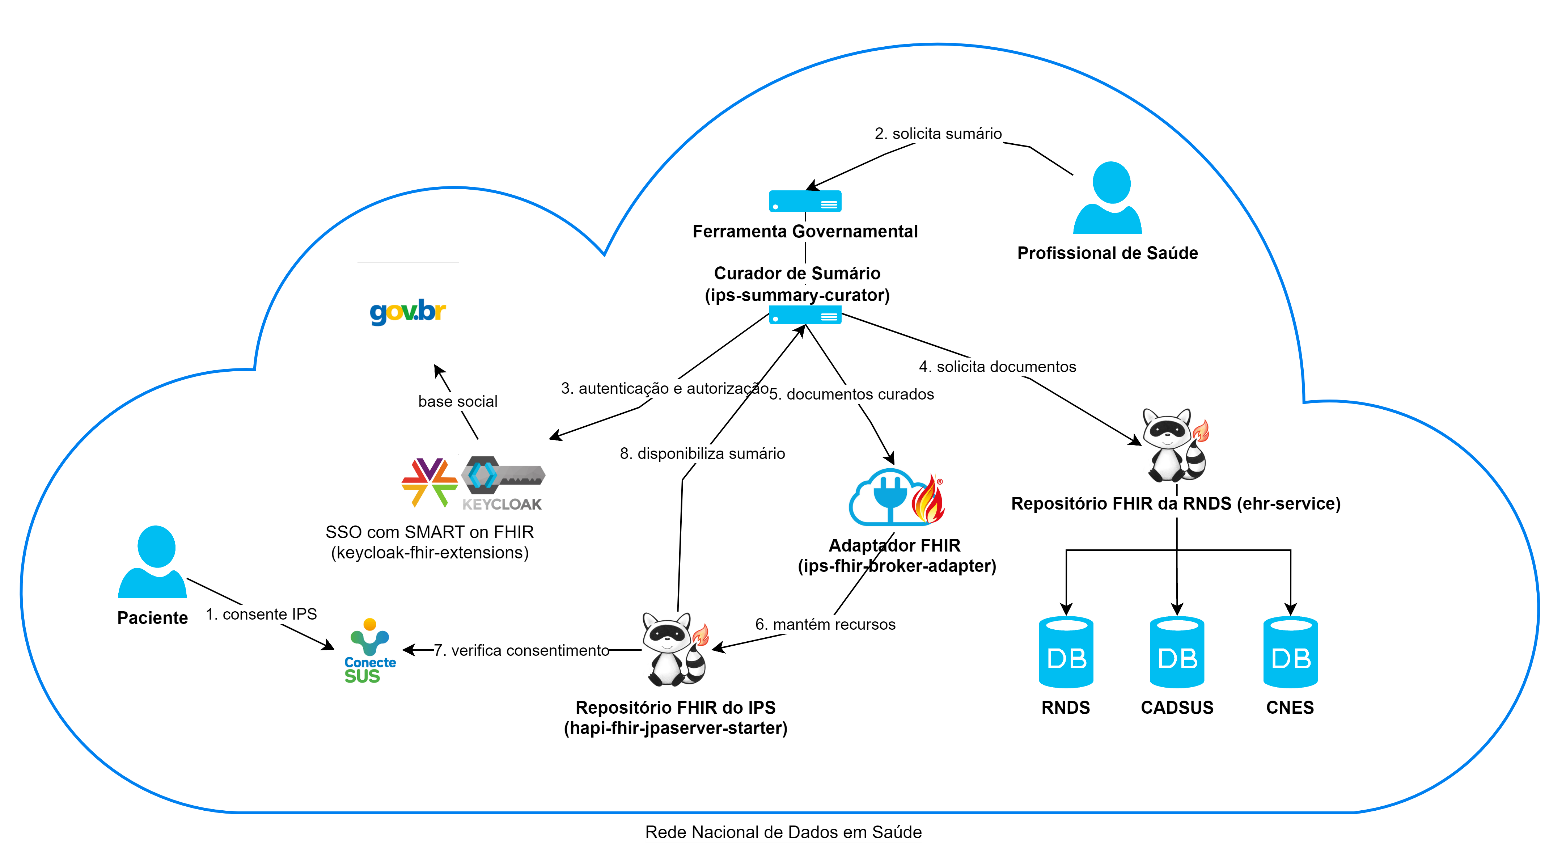 2. solicita sumário
Ferramenta Governamental
Profissional de Saúde
Curador de Sumário
(ips-summary-curator)
gov.br
4. solicita documentos
3. autenticação e autorização
5. documentos curados
base social
8. disponibiliza sumário
KEYCLOAK
SSO com SMART on FHIR
(keycloak-fhir-extensions)
Repositório FHIR da RNDS (ehr-service)
Adaptador FHIR
(ips-fhir-broker-adapter)
Paciente
1. consente IPS
6. mantém recursos
7. verifica consentimento
Conecte
SUS
DB
DB
DB
Repositório FHIR do IPS
(hapi-fhir-jpaserver-starter)
RNDS
CADSUS
CNES
Rede Nacional de Dados em Saúde